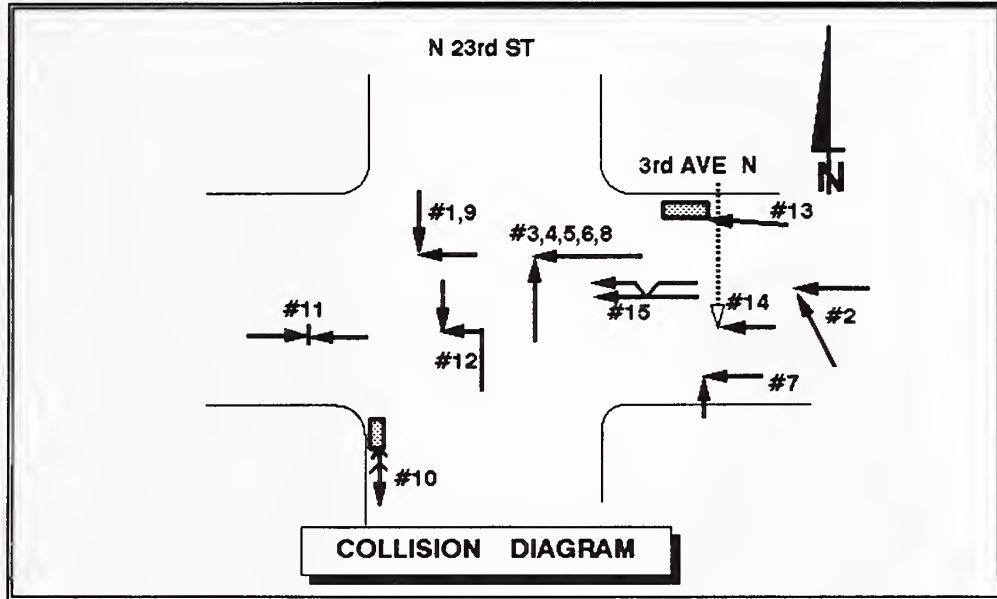 N 23rd ST
3rd AVE N
N
#1,9
#3,4,5,6,8
#13
#11
#15
#14
#2
#12
#7
#10
COLLISION DIAGRAM